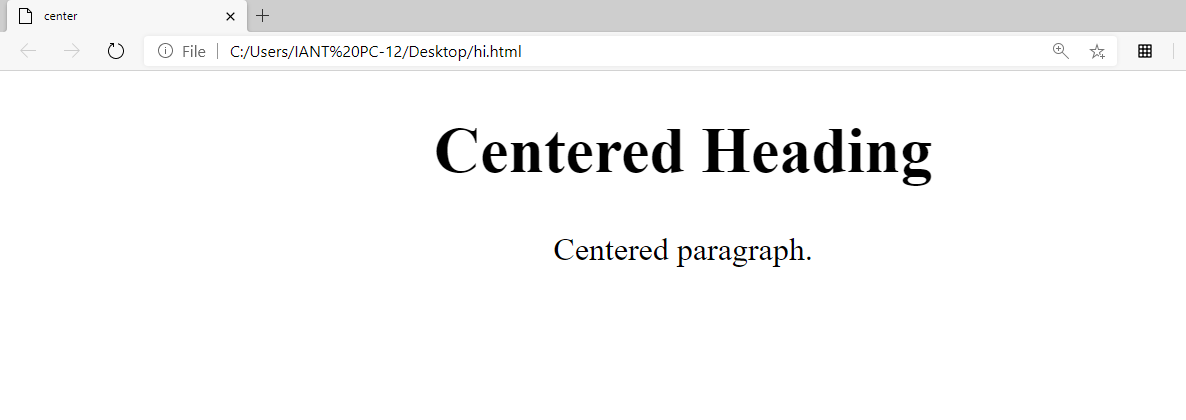 center
File C:/Users/IANT%20PC-12/Desktop/hi.html
Centered Heading
Centered paragraph.